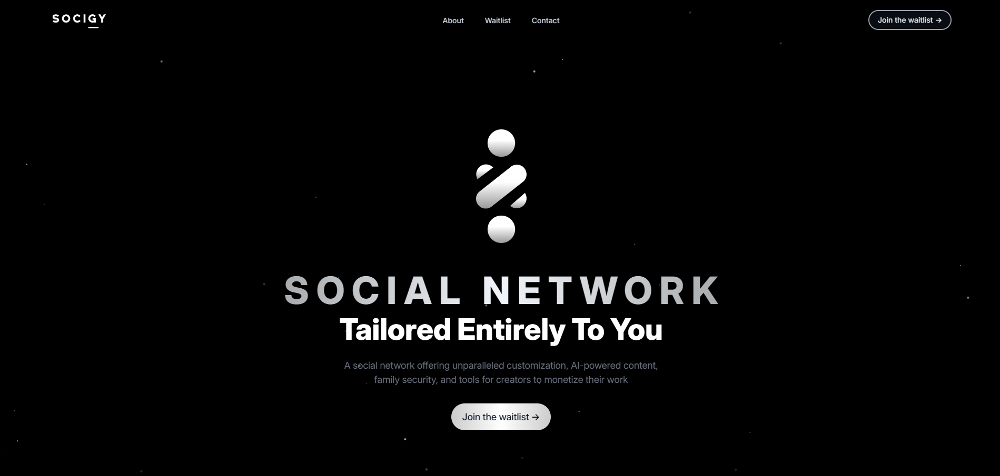 SOCIGY
About
Waitlist
Contact
Join the waitlist →
SOCIAL NETWORK
Tailored Entirely To You
A social network offering unparalleled customization, AI-powered content,
family security, and tools for creators to monetize their work
Join the waitlist →